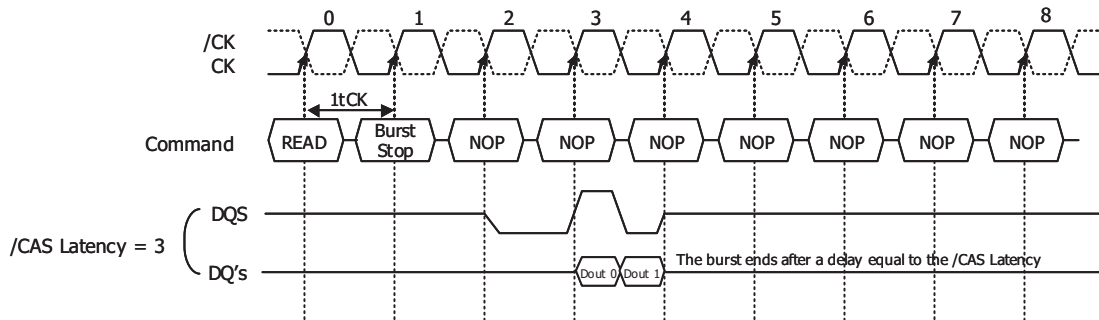 0 1 2 3 4 5 6 7 8
/CK
CK
1tCK
Command READ Burst Stop NOP NOP NOP NOP NOP NOP NOP
DQS
/CAS Latency = 3
DQ's Dout 0 Dout 1 The burst ends after a delay equal to the /CAS Latency